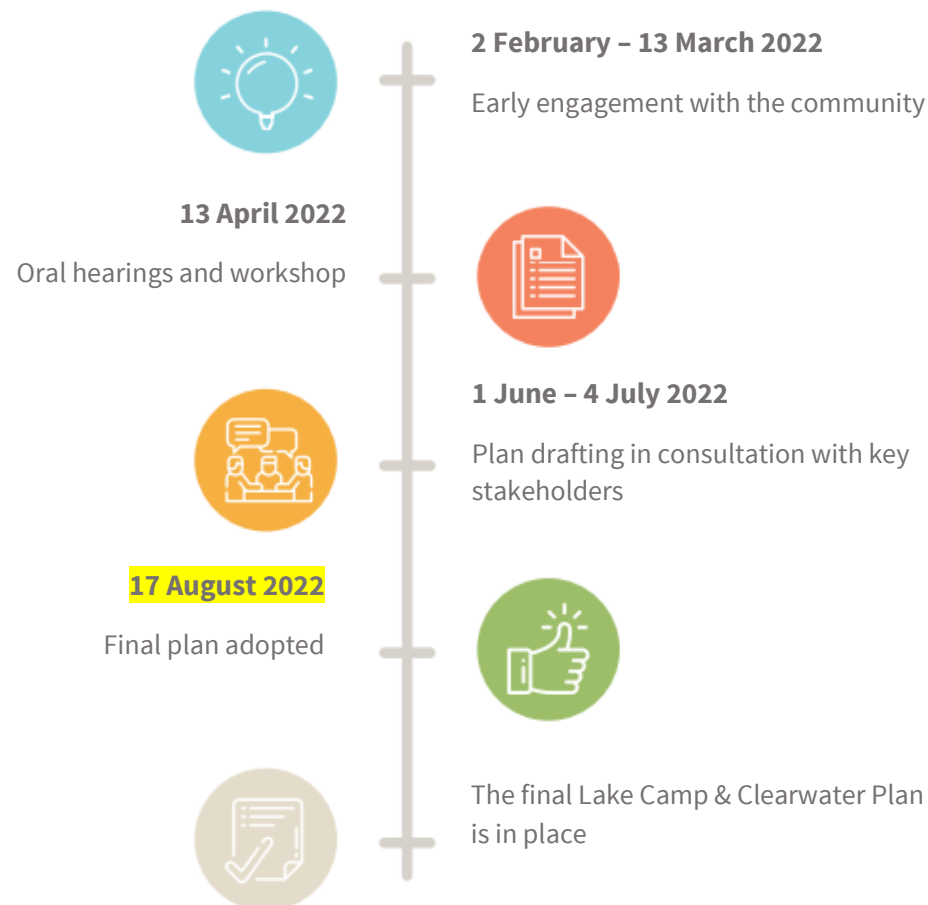 2 February – 13 March 2022
Early engagement with the community
13 April 2022
Oral hearings and workshop
1 June – 4 July 2022
Plan drafting in consultation with key
stakeholders
17 August 2022
Final plan adopted
The final Lake Camp & Clearwater Plan
is in place